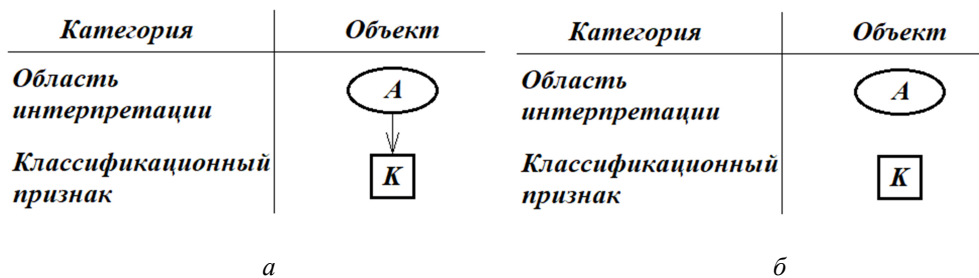 Категория Объект
Область
интерпретации
A
Классификационный
признак
K
а
Категория Объект
Область
интерпретации
A
Классификационный
признак
K
б